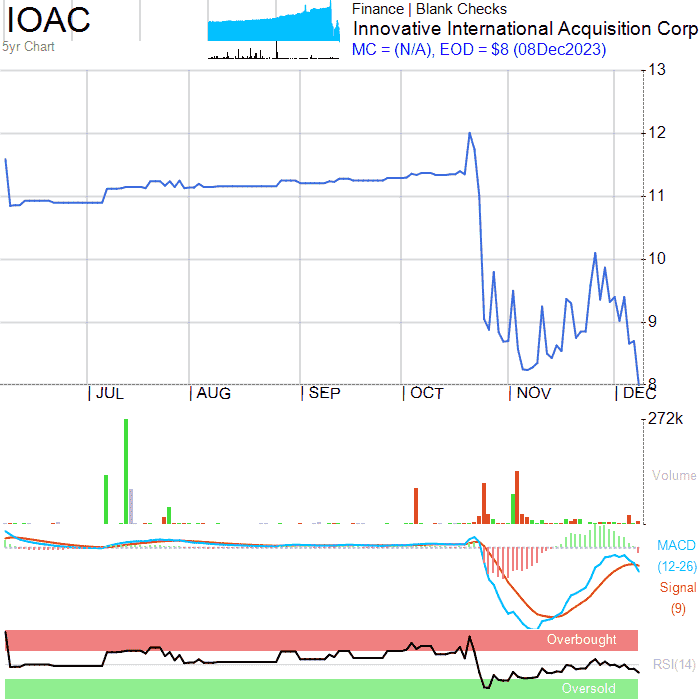 IOAC
5yr Chart
Finance | Blank Checks
Innovative International Acquisition Corp
MC = (N/A), EOD = $8 (08Dec2023)
13
12
11
10
9
8
JUL AUG SEP OCT NOV DEC
272k
Volume
MACD
(12-26)
Signal
(9)
Overbought
RSI(14)
Oversold